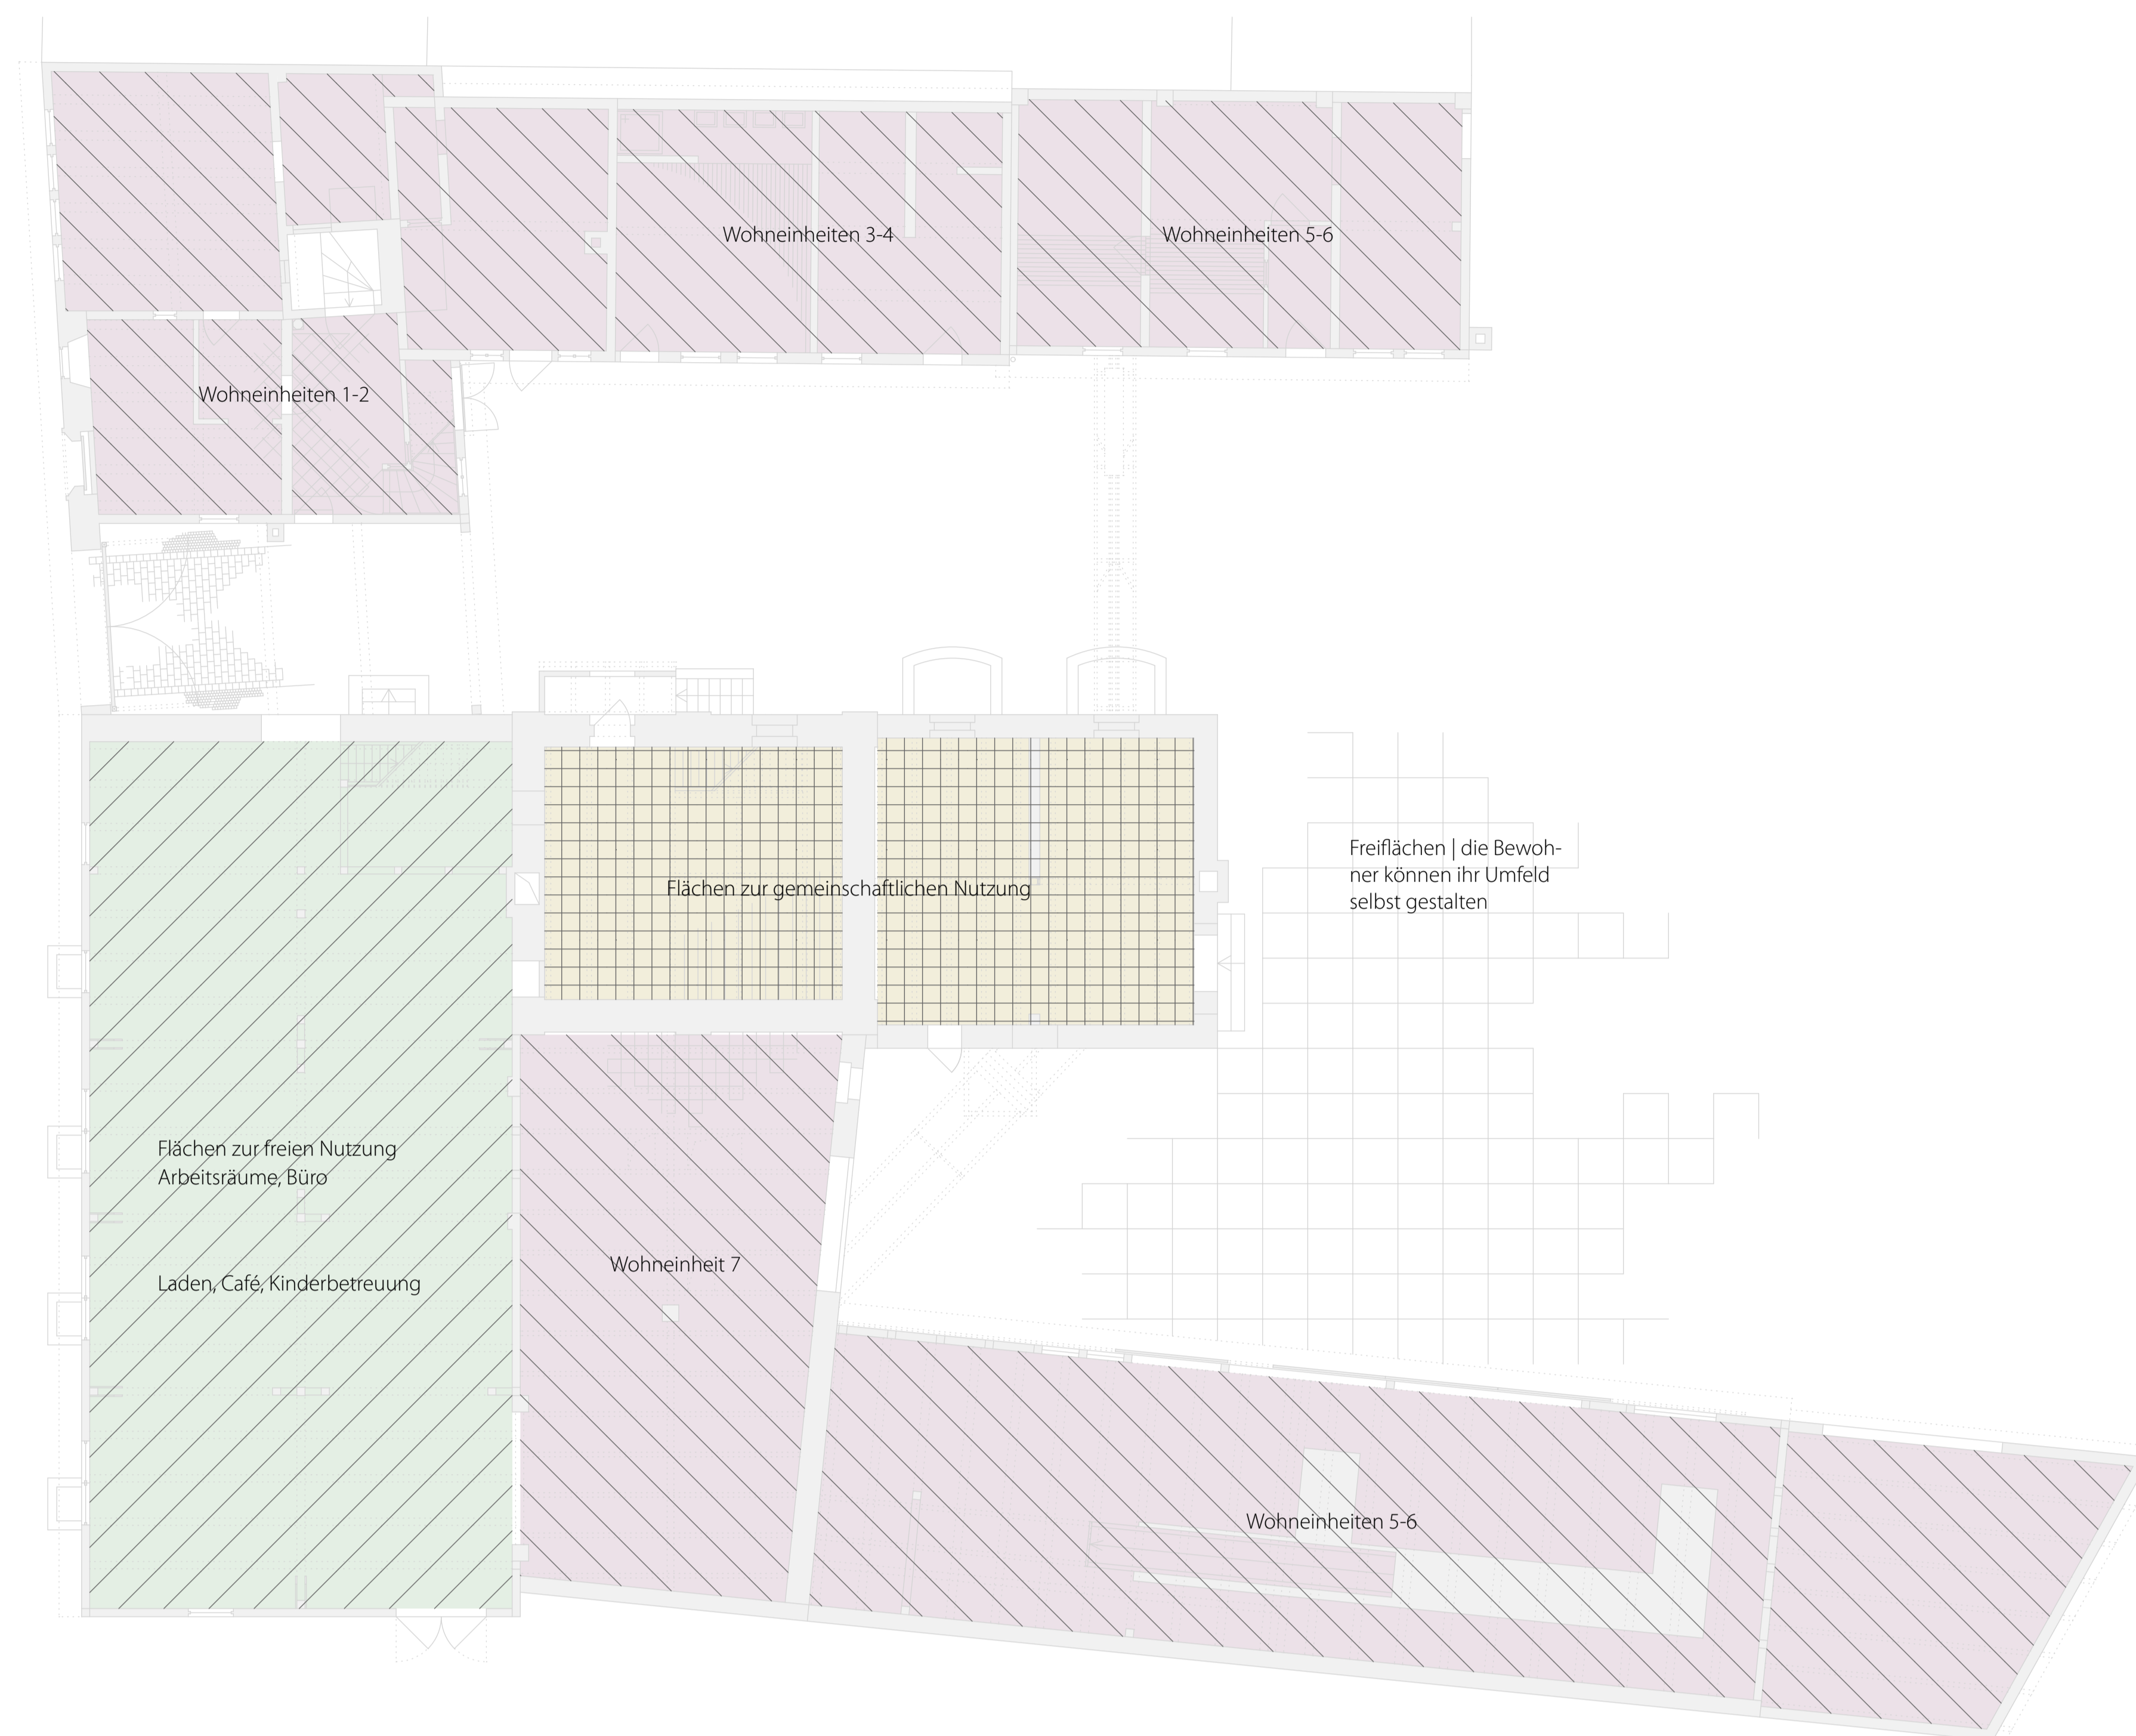 Wohneinheiten 3-4
Wohneinheiten 5-6
Wohneinheiten 1-2
Flächen zur gemeinschaftlichen Nutzung
Freiflächen | die Bewoh-
ner können ihr Umfeld
selbst gestalten
Flächen zur freien Nutzung
Arbeitsräume, Büro
Laden, Café, Kinderbetreuung
Wohneinheit 7
Wohneinheiten 5-6